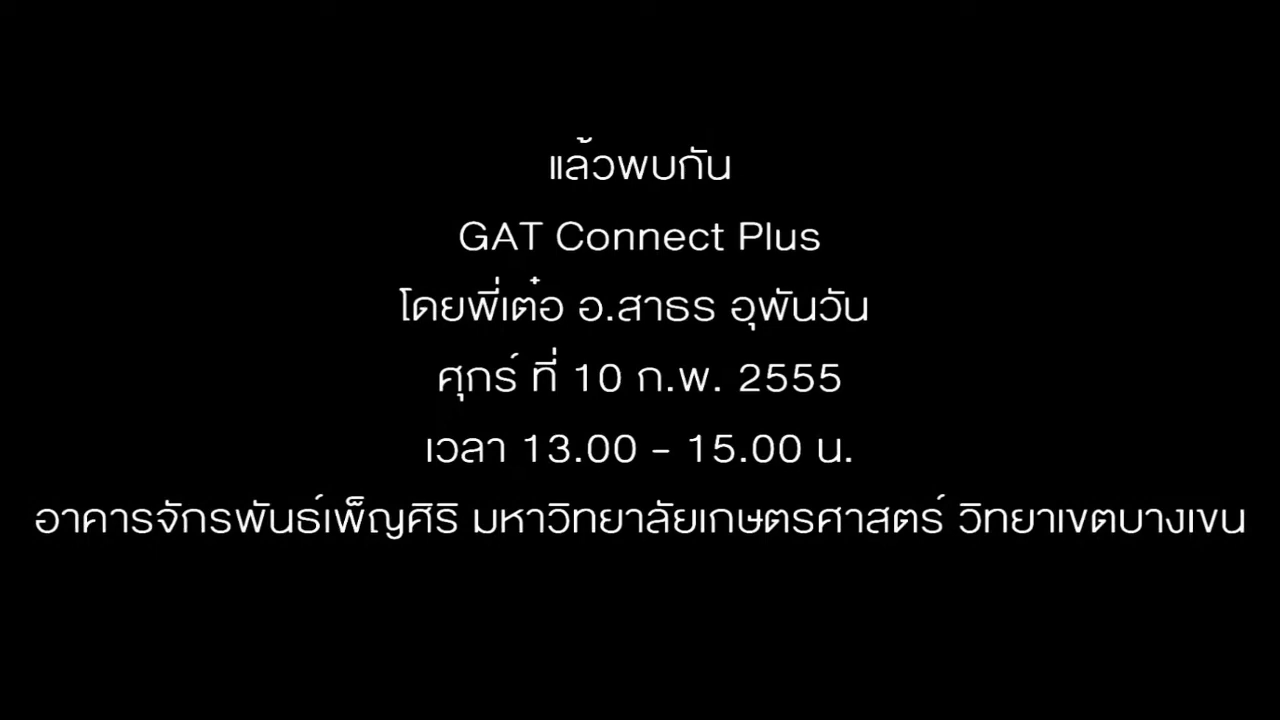 แล้วพบกัน
GAT Connect Plus
โดยพี่เต๋อ อ.สาธร อุพันวัน
ศุกร์ ที่ 10 ก.พ. 2555
เวลา 13.00 - 15.00 น.
อาคารจักรพันธ์เพ็ญศิริ มหาวิทยาลัยเกษตรศาสตร์ วิทยาเขตบางเขน